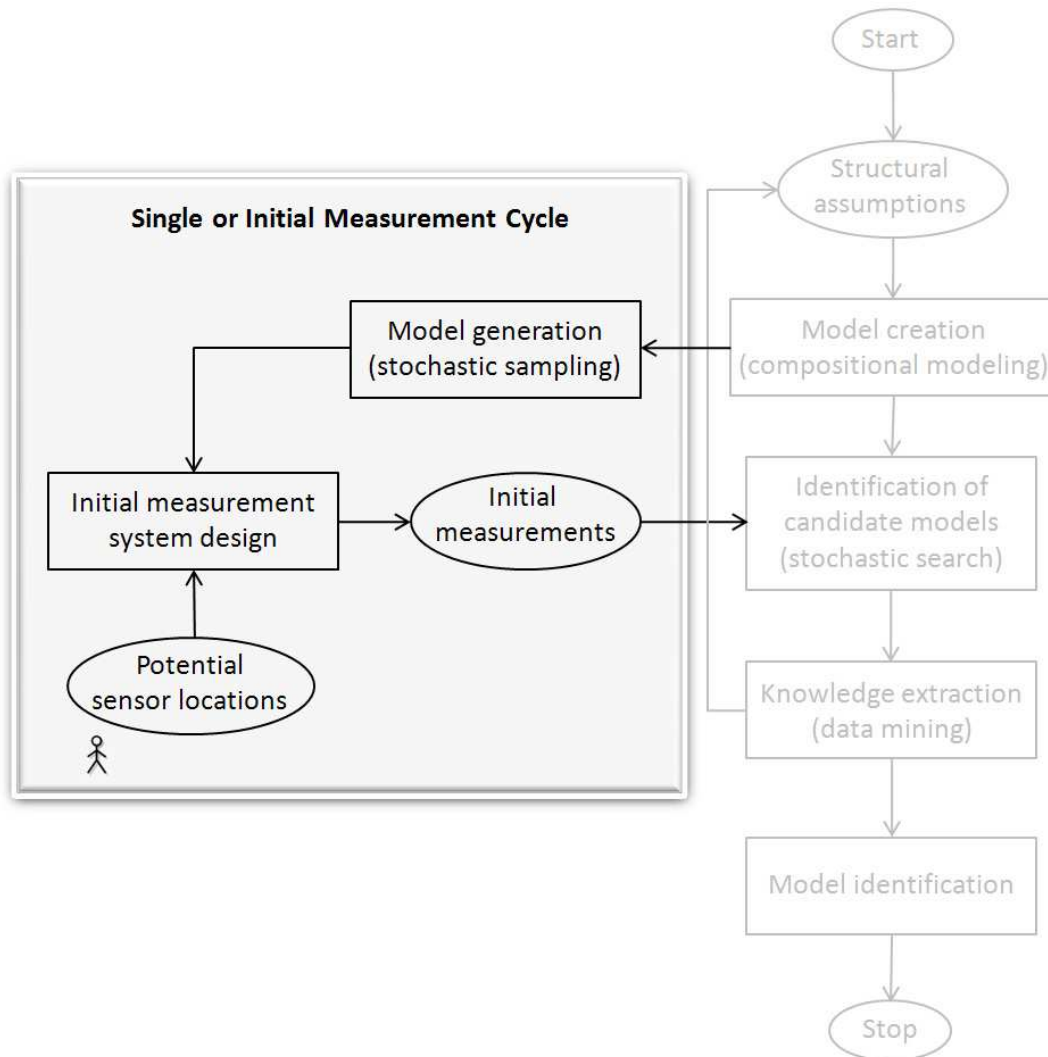 Start
Structural
assumptions
Single or Initial Measurement Cycle
Model generation
(stochastic sampling)
Model creation
(compositional modeling)
Initial measurement
system design
Initial
measurements
Identification of
candidate models
(stochastic search)
Potential
sensor locations
Knowledge extraction
(data mining)
Model identification
Stop